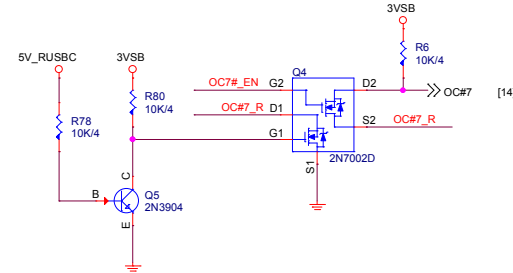 3VSB
5V_RUSBC
3VSB
R6
10K/4
Q4
OC7#_EN
G2
D2
OC#7
[14
R80
10K/4
R78
10K/4
OC#7_R
D1
S2
OC#7_R
G1
2N7002D
S1
C
B
Q5
2N3904
E